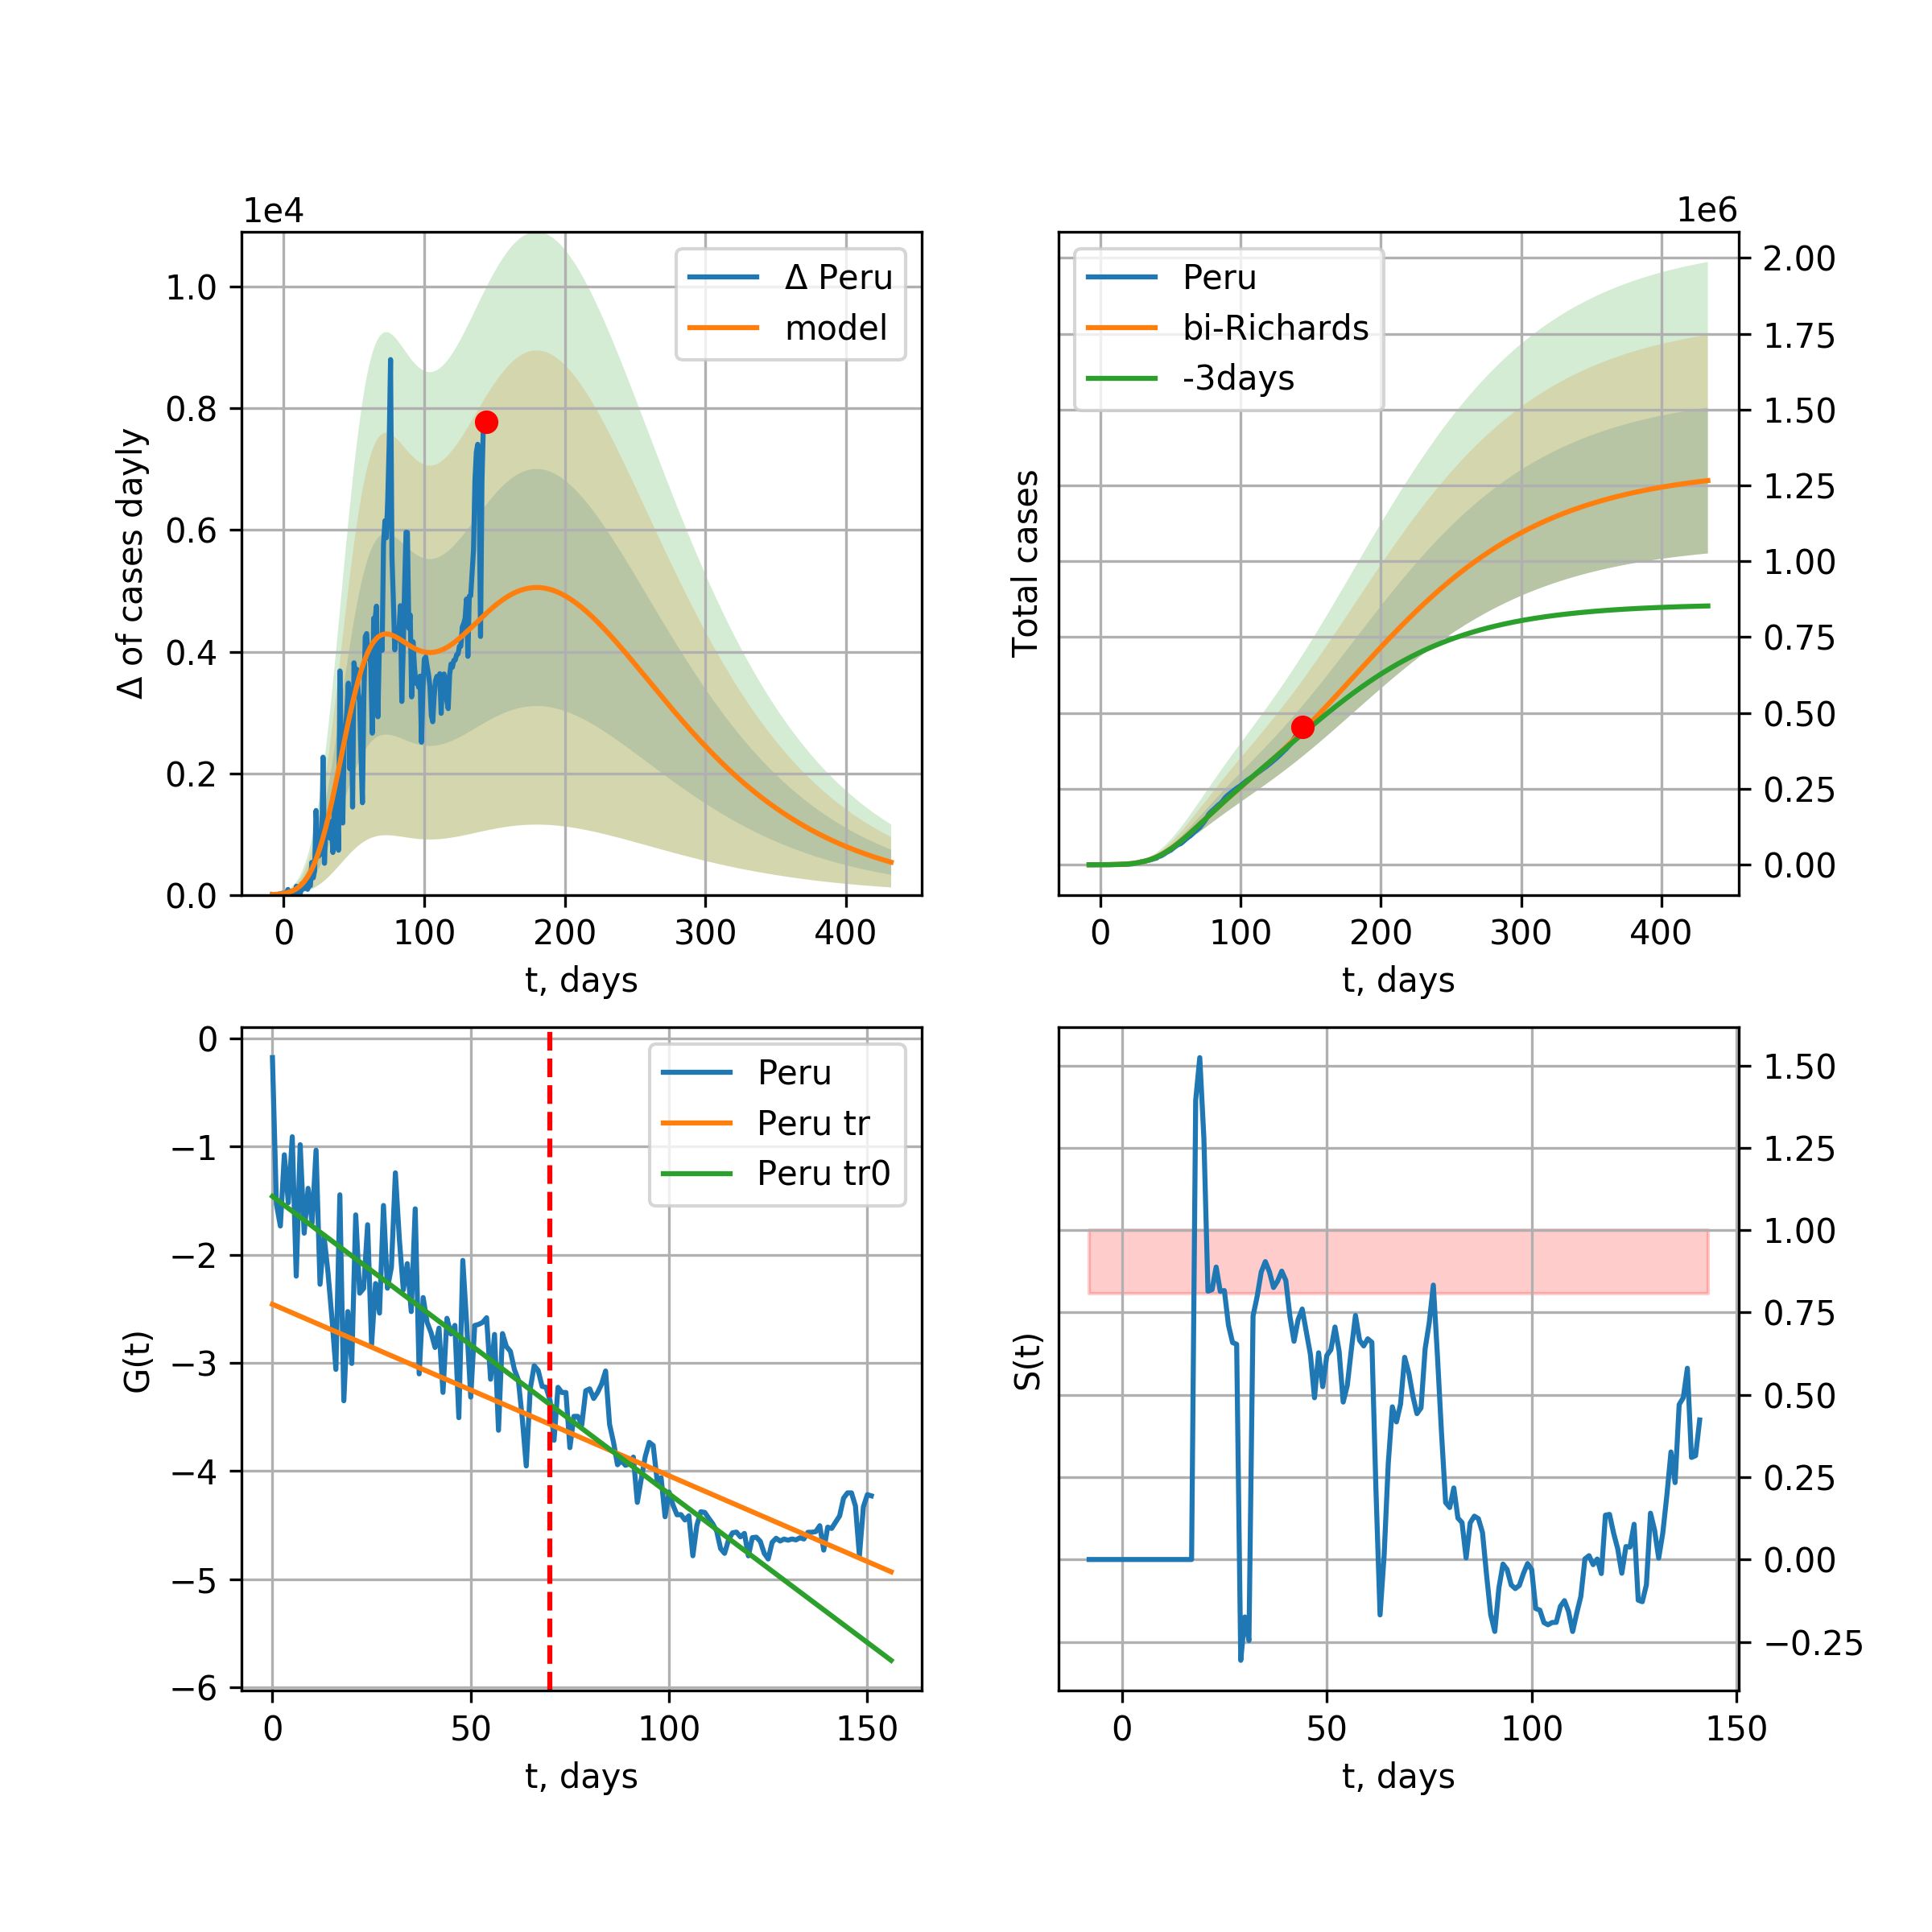 1e4
Δ of cases dayly
1.0
0.8
0.6
0.4
0.2
0.0
0 100 200 300 400
t, days
Δ Peru
model
1e6
Total cases
2.00
1.75
1.50
1.25
1.00
0.75
0.50
0.25
0.00
0 100 200 300 400
t, days
Peru
bi-Richards
-3days
G(t)
0
−1
−2
−3
−4
−5
−6
0 50 100 150
t, days
Peru
Peru tr
Peru tr0
S(t)
1.50
1.25
1.00
0.75
0.50
0.25
0.00
−0.25
0 50 100 150
t, days